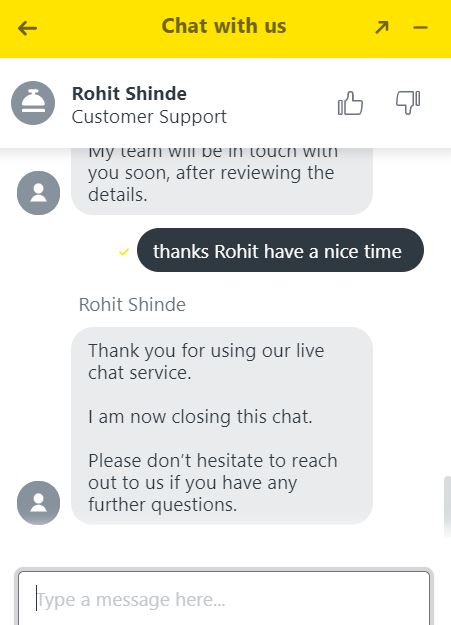 Chat with us
Rohit Shinde
Customer Support
My team will be in touch with
you soon, after reviewing the
details.
thanks Rohit have a nice time
Rohit Shinde
Thank you for using our live
chat service.
I am now closing this chat.
Please don't hesitate to reach
out to us if you have any
further questions.
Type a message here...